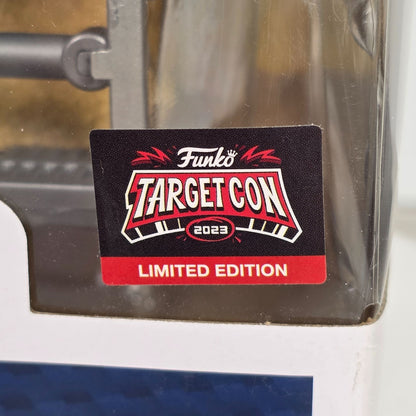 Funko
TARGET CON
2023
LIMITED EDITION